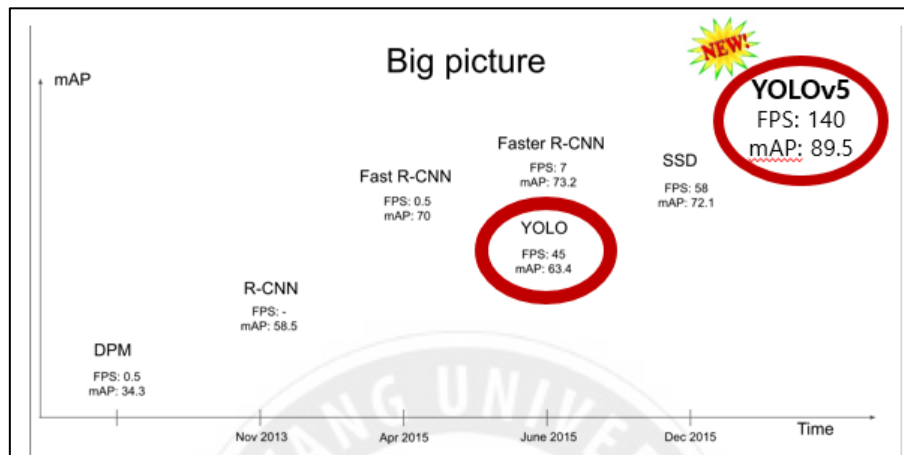 Big picture
NEW!
mAP
YOLOv5
FPS: 140
mAP: 89.5
Faster R-CNN
FPS: 7
mAP: 73.2
SSD
FPS: 58
mAP: 72.1
Fast R-CNN
FPS: 0.5
mAP: 70
YOLO
FPS: 45
mAP: 63.4
R-CNN
FPS: -
mAP: 58.5
DPM
FPS: 0.5
mAP: 34.3
Nov 2013
Apr 2015
June 2015
Dec 2015
Time